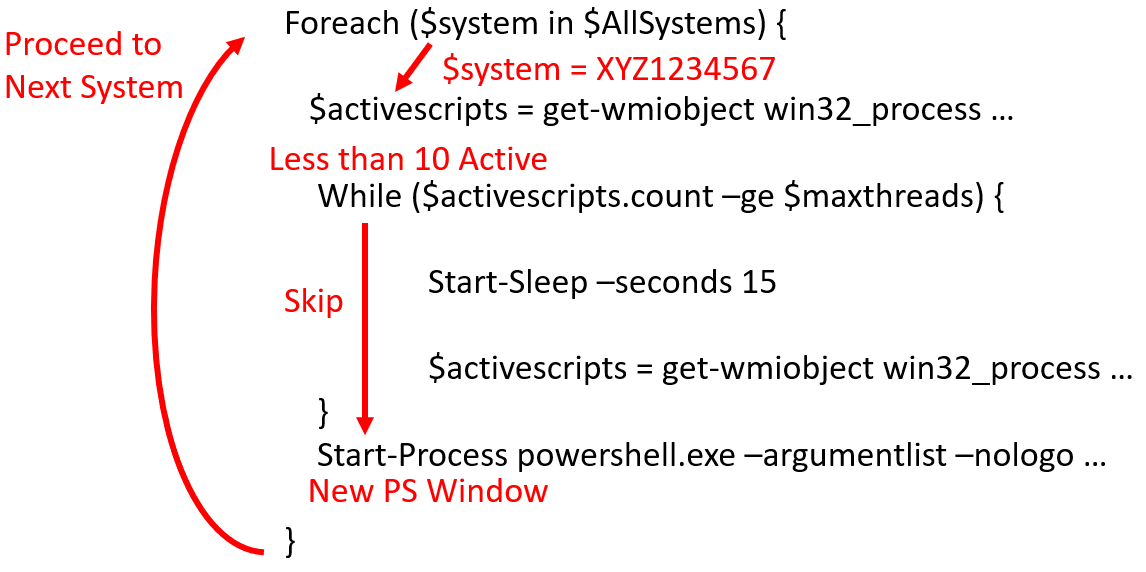 Foreach ($system in $AllSystems) {
Proceed to
Next System
$system = XYZ1234567
$activescripts = get-wmiobject win32_process …
Less than 10 Active
While ($activescripts.count –ge $maxthreads) {
Start-Sleep –seconds 15
Skip
$activescripts = get-wmiobject win32_process …
}
Start-Process powershell.exe –argumentlist –nologo …
New PS Window
}